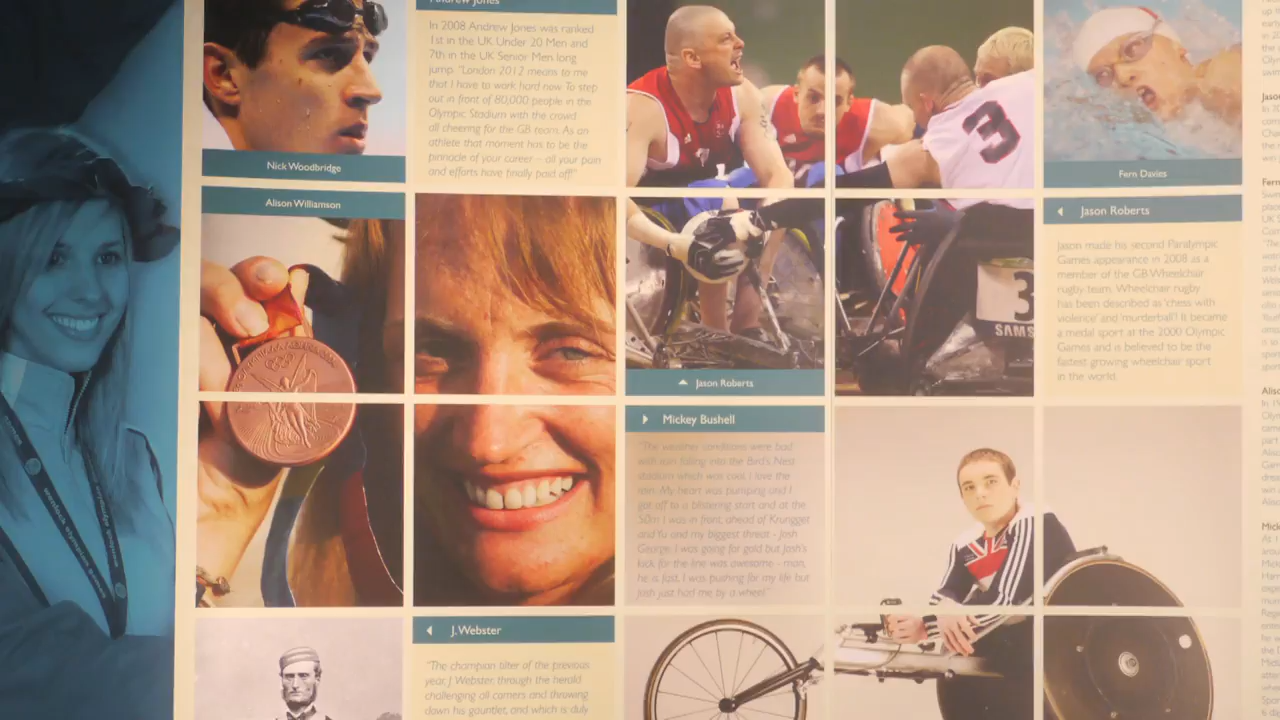 Andrew Jones
In 2008 Andrew Jones was ranked
1st in the UK Under 20 Men and
7th in the UK Senior Men long
jump. "London 2012 means to me
that I have to work hard now. To step
out in front of 80,000 people in the
Olympic Stadium with the crowd
all cheering for the GB team. As an
athlete that moment has to be the
pinnacle of your career – all your pain
and efforts have finally paid off!"
Nick Woodbridge
Fern Davies
Alison Williamson
3
3
SAMS
Jason Roberts
Jason Roberts
Jason made his second Paralympic
Games appearance in 2008 as a
member of the GB Wheelchair
rugby team. Wheelchair rugby
has been described as 'chess with
violence' and 'murderball'! It became
a medal sport at the 2000 Olympic
Games and is believed to be the
fastest growing wheelchair sport
in the world.
Mickey Bushell
"The weather conditions were bad
with rain falling into the Bird's Nest
stadium which was cool I love the
rain. My heart was pumping and I
got off to a blistering start and at the
50m I was in front, ahead of Krungget
and Yu and my biggest threat - Josh
George. I was going for gold but Josh's
kick for the line was awesome - man,
he is fast. I was pushing for my life but
Josh just had me by a wheel"
J. Webster
"The champion tilter of the previous
year, J. Webster, through the herald
challenging all comers and throwing
down his gauntlet, and which is duly